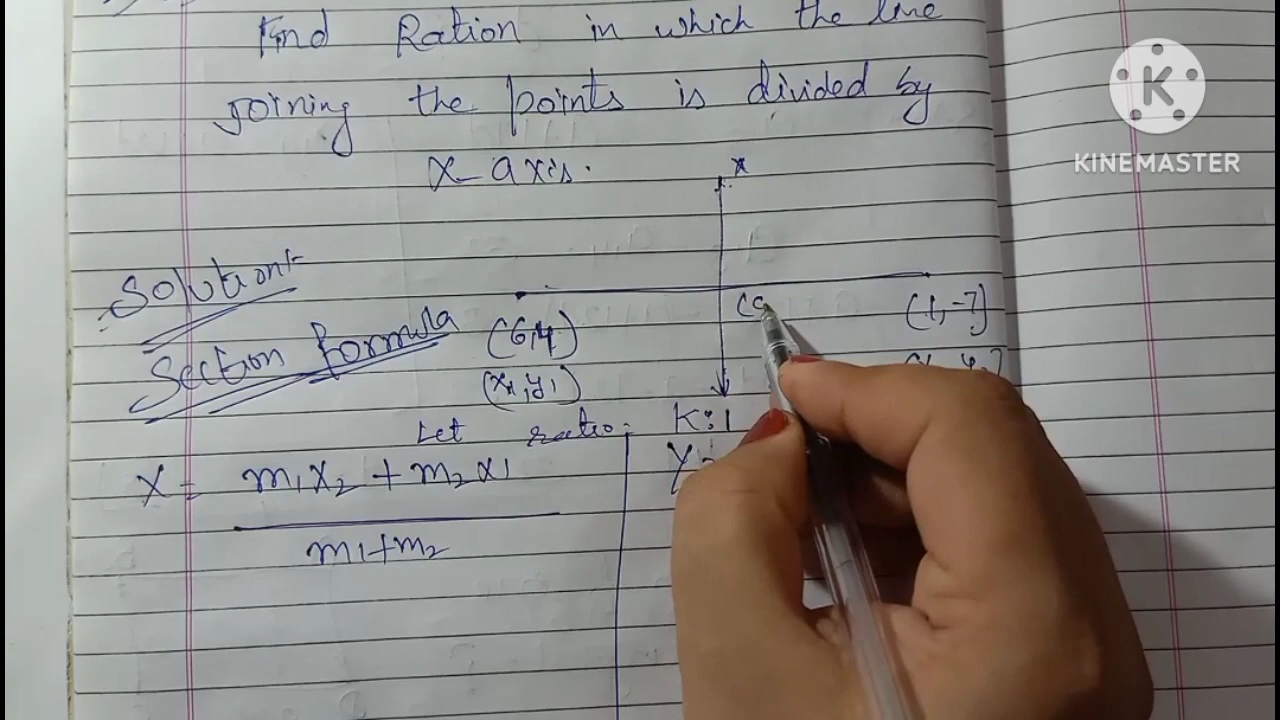 Find Ration in which the line
joining the points is divided by
x-axis.
x
Solution:-
Section formula
(6,4)
(x1,y1)
(1,-7)
Let ratio: K:1
X = m1x2 + m2x1
m1+m2
K
KINEMASTER